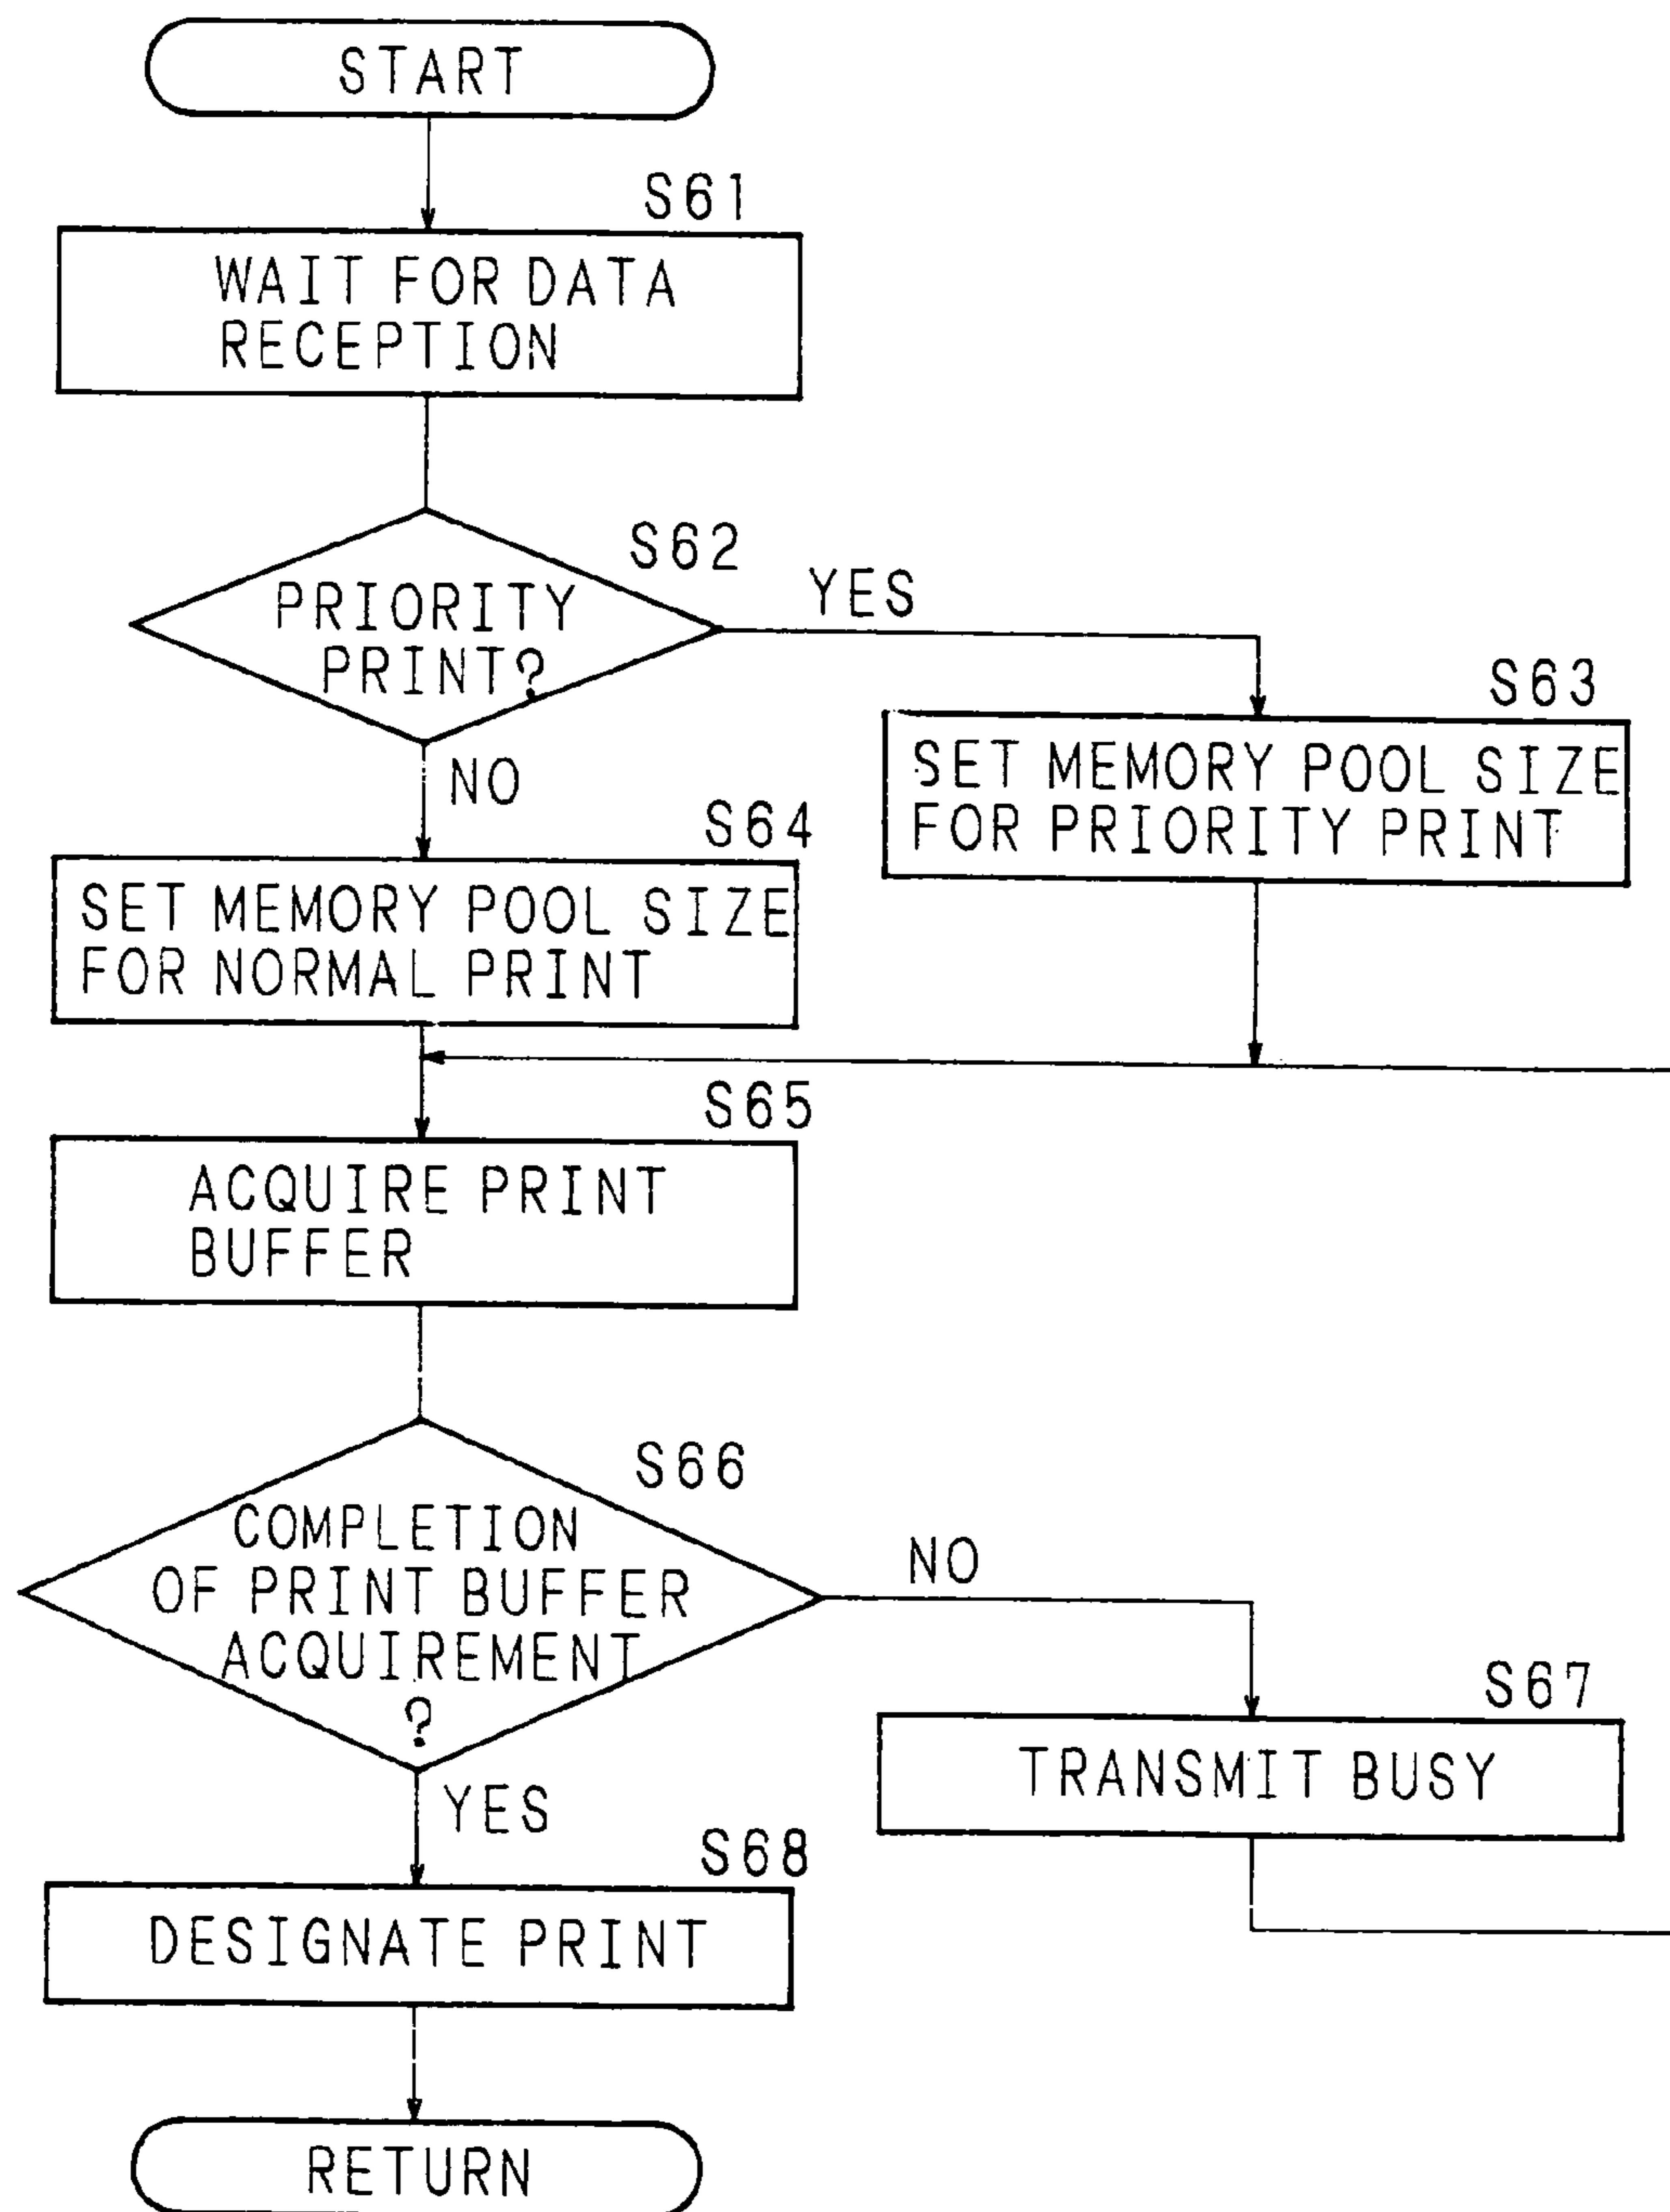 START
S61
WAIT FOR DATA
RECEPTION
S62
PRIORITY
PRINT?
YES
NO
S63
SET MEMORY POOL SIZE
FOR PRIORITY PRINT
S64
SET MEMORY POOL SIZE
FOR NORMAL PRINT
S65
ACQUIRE PRINT
BUFFER
S66
COMPLETION
OF PRINT BUFFER
ACQUIREMENT
?
NO
YES
S67
TRANSMIT BUSY
S68
DESIGNATE PRINT
RETURN